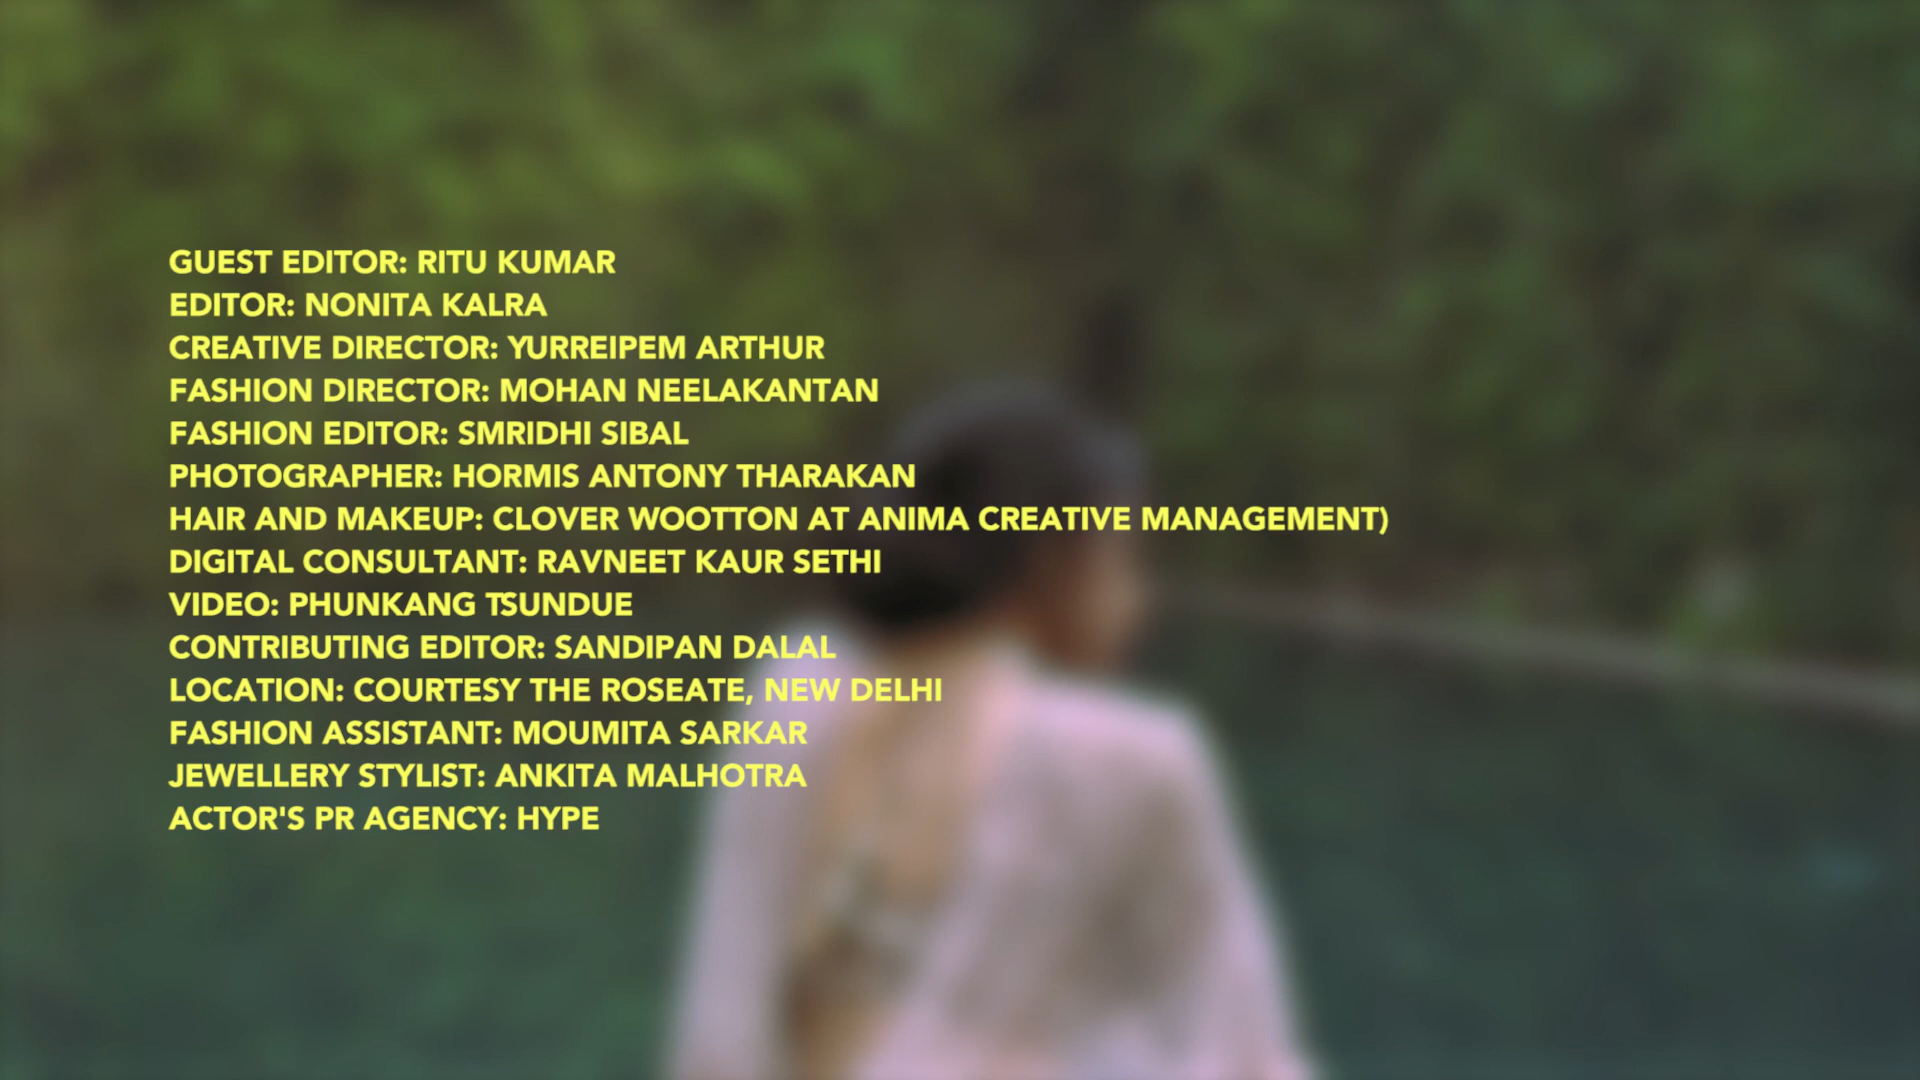 GUEST EDITOR: RITU KUMAR
EDITOR: NONITA KALRA
CREATIVE DIRECTOR: YURREIPEM ARTHUR
FASHION DIRECTOR: MOHAN NEELAKANTAN
FASHION EDITOR: SMRIDHI SIBAL
PHOTOGRAPHER: HORMIS ANTONY THARAKAN
HAIR AND MAKEUP: CLOVER WOOTTON AT ANIMA CREATIVE MANAGEMENT)
DIGITAL CONSULTANT: RAVNEET KAUR SETHI
VIDEO: PHUNKANG TSUNDUE
CONTRIBUTING EDITOR: SANDIPAN DALAL
LOCATION: COURTESY THE ROSEATE, NEW DELHI
FASHION ASSISTANT: MOUMITA SARKAR
JEWELLERY STYLIST: ANKITA MALHOTRA
ACTOR'S PR AGENCY: HYPE